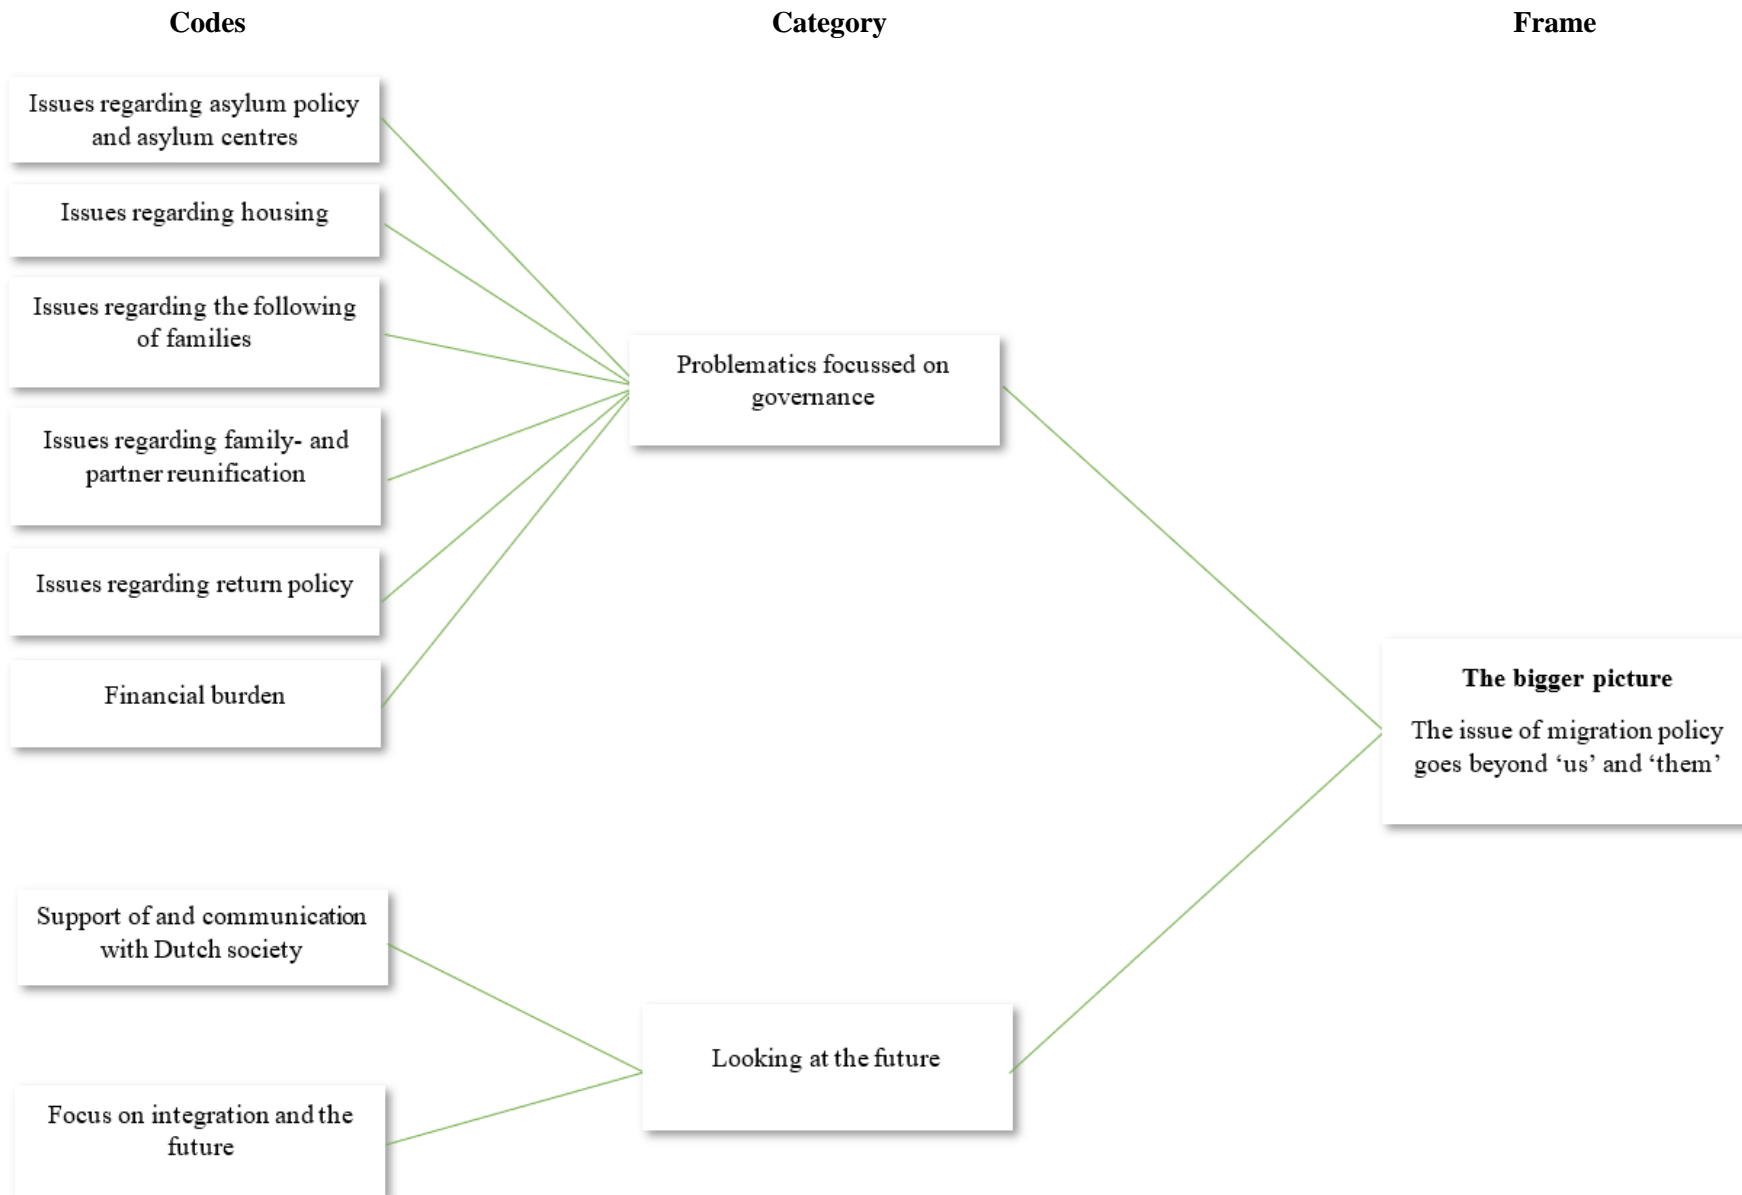 Codes
Category
Frame
Issues regarding asylum policy
and asylum centres
Issues regarding housing
Issues regarding the following
of families
Issues regarding family- and
partner reunification
Issues regarding return policy
Financial burden
Problematics focussed on
governance
The bigger picture
The issue of migration policy
goes beyond ‘us’ and ‘them’
Support of and communication
with Dutch society
Focus on integration and the
future
Looking at the future